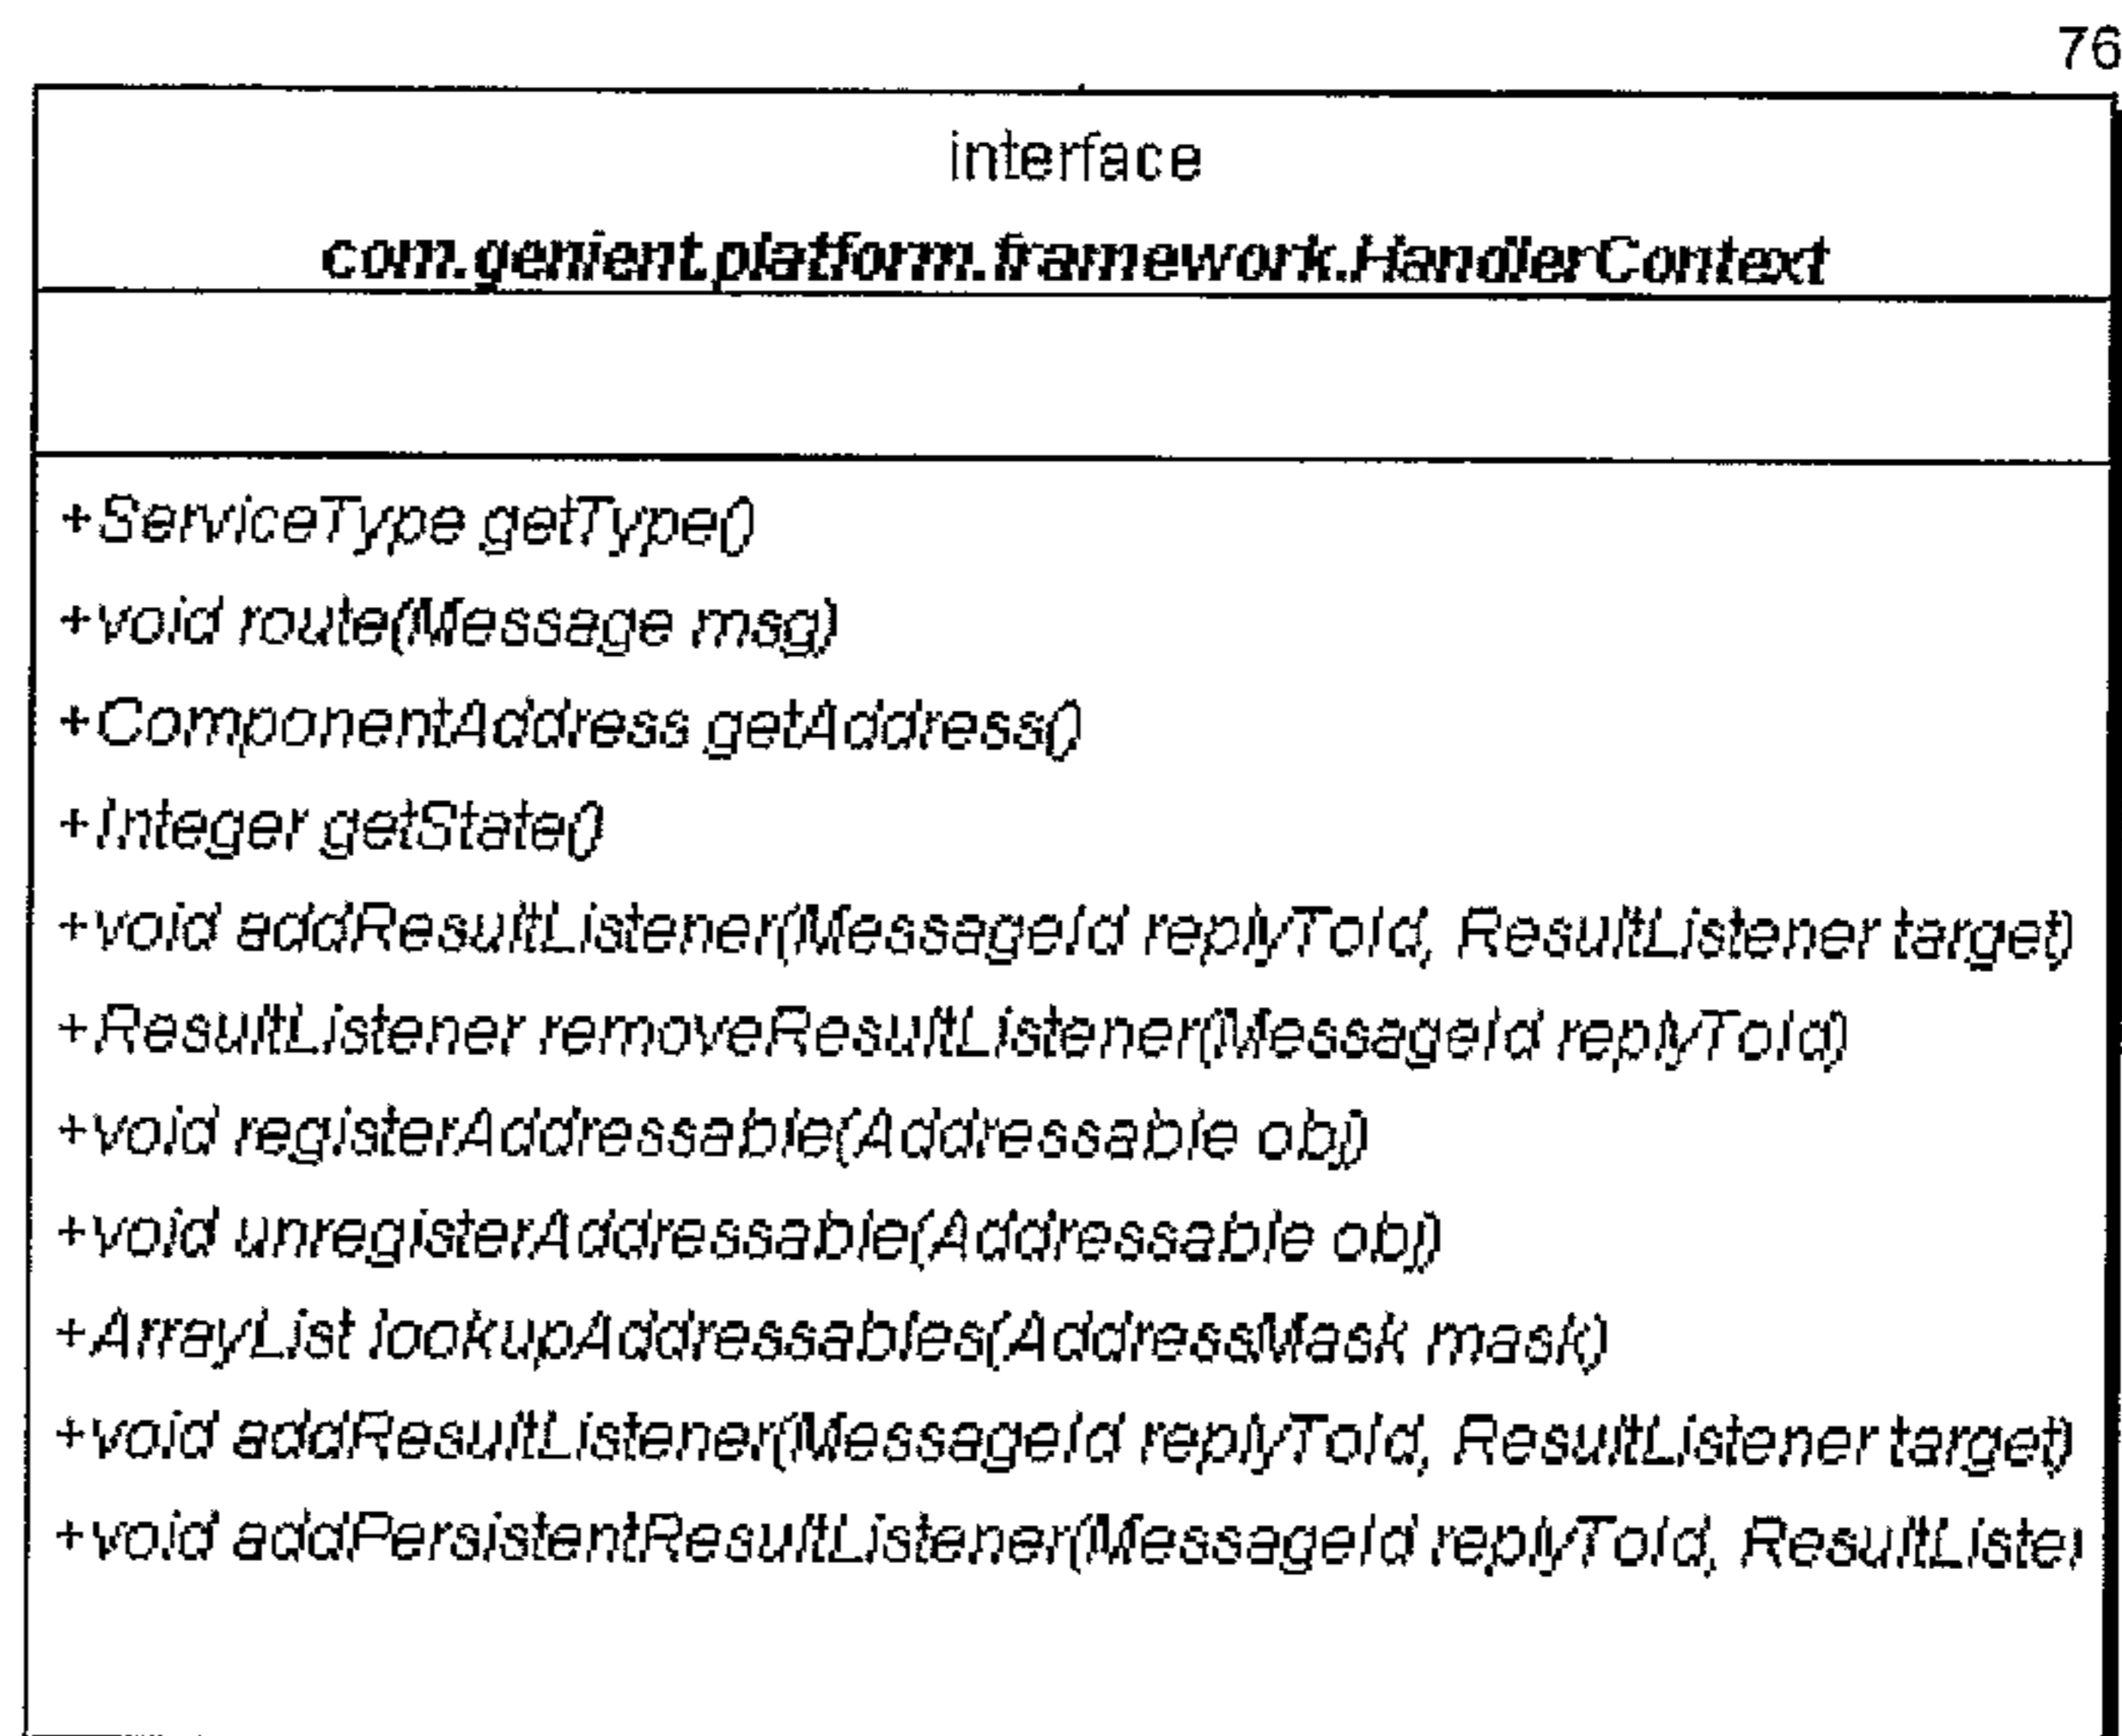 76
interface
com.genient.platform.framework.HandlerContext
+ServiceType getType()
+void route(Message msg)
+ComponentAddress getAddress()
+Integer getState()
+void addResultListener(MessageId replyToId, ResultListener target)
+ResultListener removeResultListener(MessageId replyToId)
+void registerAddressable(Addressable obj)
+void unregisterAddressable(Addressable obj)
+ArrayList lookupAddressables(AddressMask mask)
+void addResultListener(MessageId replyToId, ResultListener target)
+void addPersistentResultListener(MessageId replyToId, ResultListe